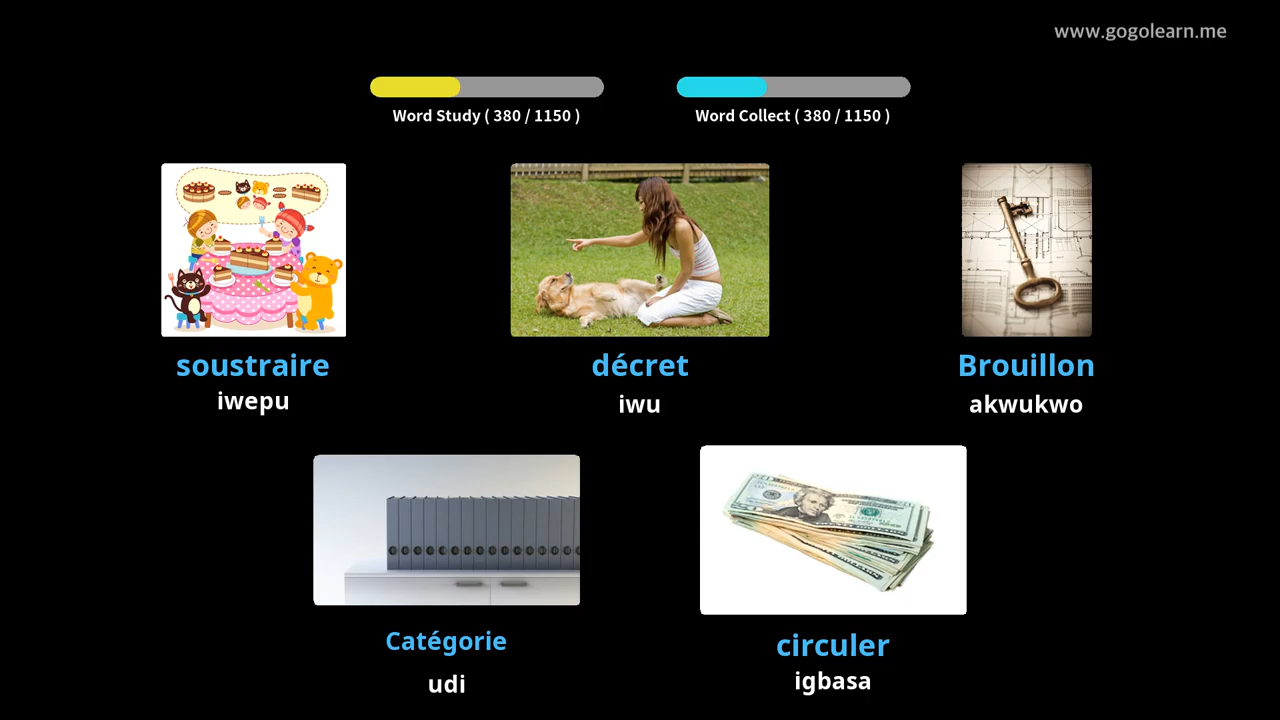 www.gogolearn.me
Word Study ( 380 / 1150 )
Word Collect ( 380 / 1150 )
soustraire
iwepu
décret
iwu
Brouillon
akwukwo
Catégorie
udi
circuler
igbasa